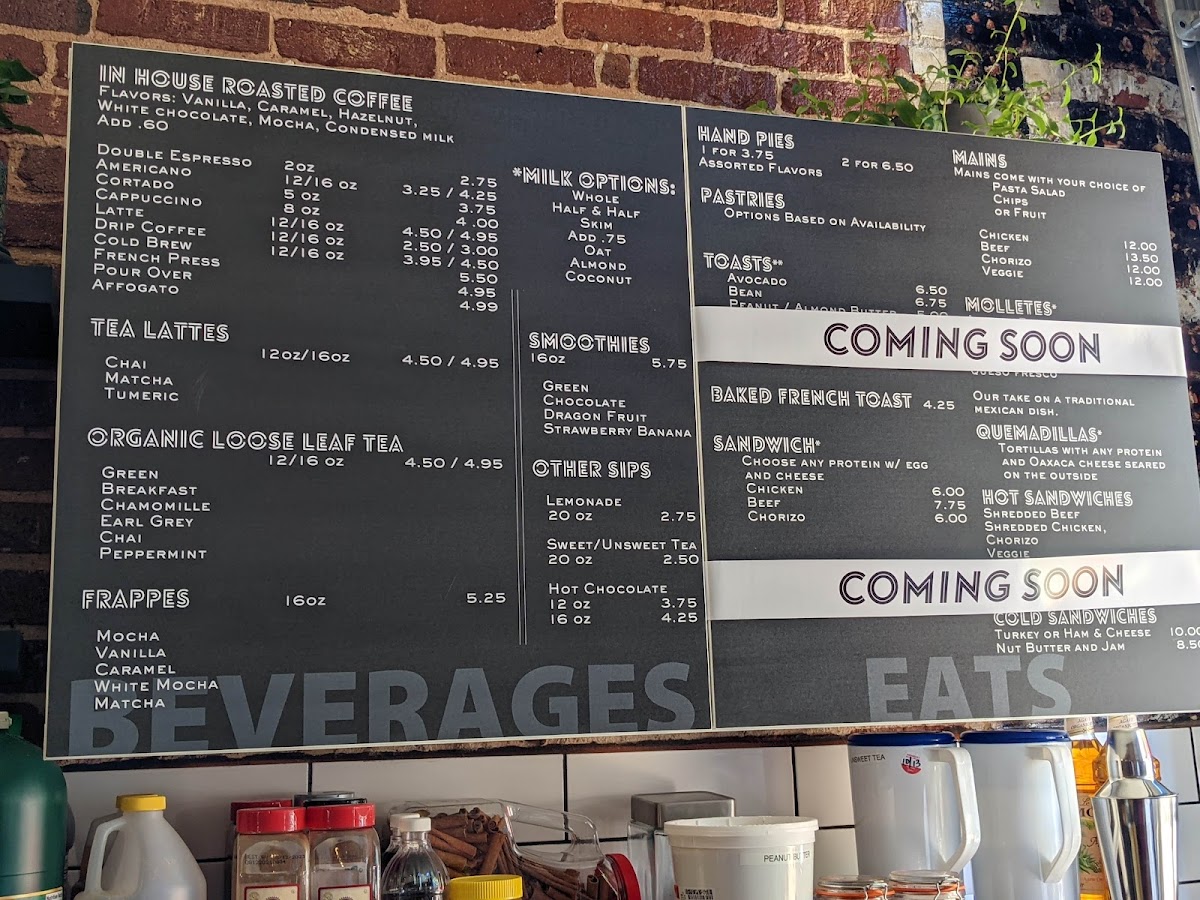 IN HOUSE ROASTED COFFEE
FLAVORS: VANILLA, CARAMEL, HAZELNUT,
WHITE CHOCOLATE, MOCHA, CONDENSED MILK
ADD .60
DOUBLE ESPRESSO 2OZ 2.75
AMERICANO 12/16 OZ 3.25 / 4.25
CORTADO 5 OZ 3.75
CAPPUCCINO 8 OZ 4 .00
LATTE 12/16 OZ 4.50 / 4.95
DRIP COFFEE 12/16 OZ 2.50 / 3.00
COLD BREW 12/16 OZ 3.95 / 4.50
FRENCH PRESS 5.50
POUR OVER 4.95
AFFOGATO 4.99
TEA LATTES
12OZ/16OZ 4.50 / 4.95
CHAI
MATCHA
TUMERIC
ORGANIC LOOSE LEAF TEA
12/16 OZ 4.50 / 4.95
GREEN
BREAKFAST
CHAMOMILLE
EARL GREY
CHAI
PEPPERMINT
FRAPPES 16OZ 5.25
MOCHA
VANILLA
CARAMEL
WHITE MOCHA
MATCHA
*MILK OPTIONS:
WHOLE
HALF & HALF
SKIM
ADD .75
OAT
ALMOND
COCONUT
SMOOTHIES
16OZ 5.75
GREEN
CHOCOLATE
DRAGON FRUIT
STRAWBERRY BANANA
OTHER SIPS
LEMONADE
20 OZ 2.75
SWEET/UNSWEET TEA
20 OZ 2.50
HOT CHOCOLATE
12 OZ 3.75
16 OZ 4.25
BEVERAGES
HAND PIES
1 FOR 3.75 2 FOR 6.50
ASSORTED FLAVORS
PASTRIES
OPTIONS BASED ON AVAILABILITY
TOASTS**
AVOCADO 6.50
BEAN 6.75
PEANUT / ALMOND BUTTER 5.00
COMING SOON
BAKED FRENCH TOAST 4.25
SANDWICH*
CHOOSE ANY PROTEIN W/ EGG
AND CHEESE
CHICKEN 6.00
BEEF 7.75
CHORIZO 6.00
MAINS
MAINS COME WITH YOUR CHOICE OF
PASTA SALAD
CHIPS
OR FRUIT
CHICKEN 12.00
BEEF 13.50
CHORIZO 12.00
VEGGIE 12.00
MOLLETES*
QUESO FRESCO
OUR TAKE ON A TRADITIONAL
MEXICAN DISH.
QUEMADILLAS*
TORTILLAS WITH ANY PROTEIN
AND OAXACA CHEESE SEARED
ON THE OUTSIDE
HOT SANDWICHES
SHREDDED BEEF
SHREDDED CHICKEN,
CHORIZO
VEGGIE
COMING SOON
COLD SANDWICHES
TURKEY OR HAM & CHEESE 10.00
NUT BUTTER AND JAM 8.50
EATS
SWEET TEA
10/13
PEANUT BUTTER